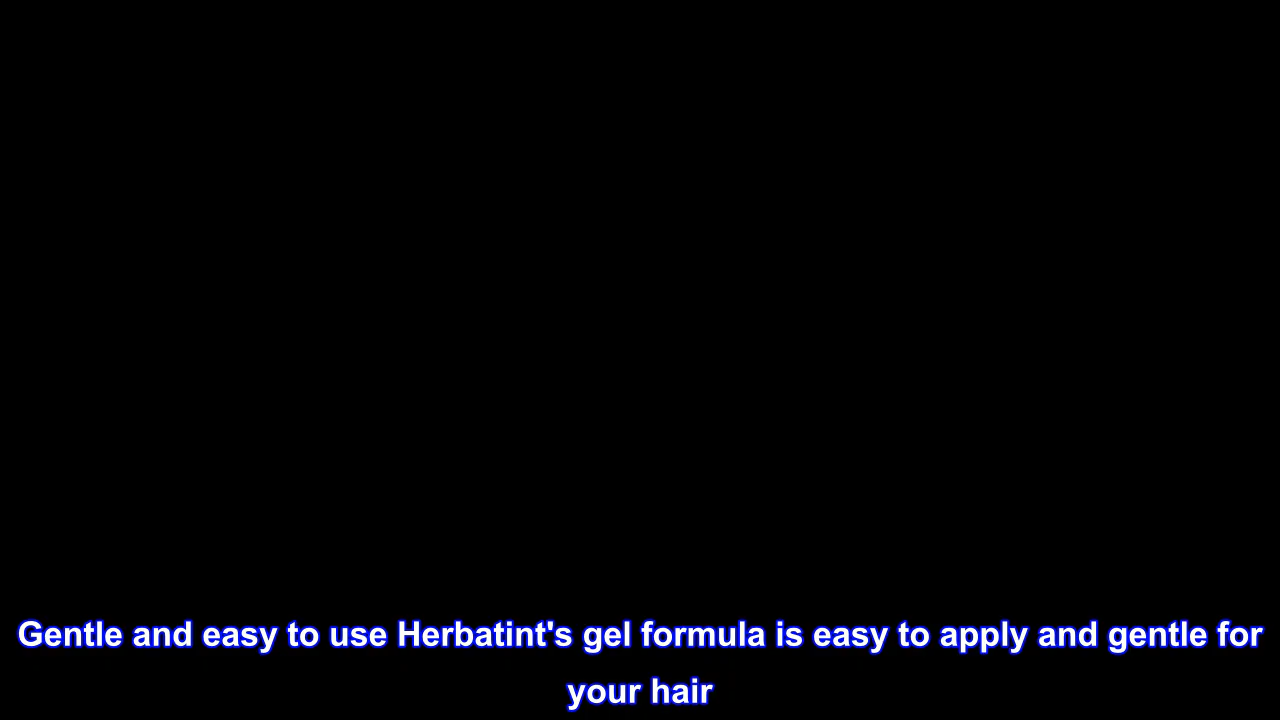 Gentle and easy to use Herbatint's gel formula is easy to apply and gentle for
your hair